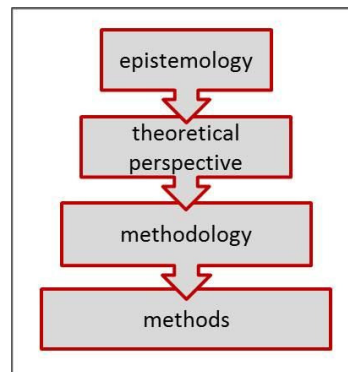 epistemology
theoretical
perspective
methodology
methods